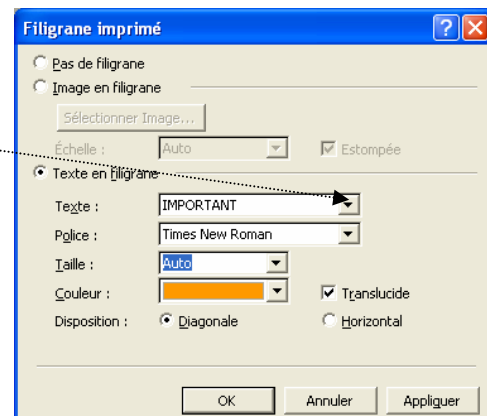 Filigrane imprimé
Pas de filigrane
Image en filigrane
Sélectionner Image...
Échelle : Auto Estompée
Texte en filigrane
Texte : IMPORTANT
Police : Times New Roman
Taille : Auto
Couleur : Translucide
Disposition : Diagonale Horizontal
OK Annuler Appliquer